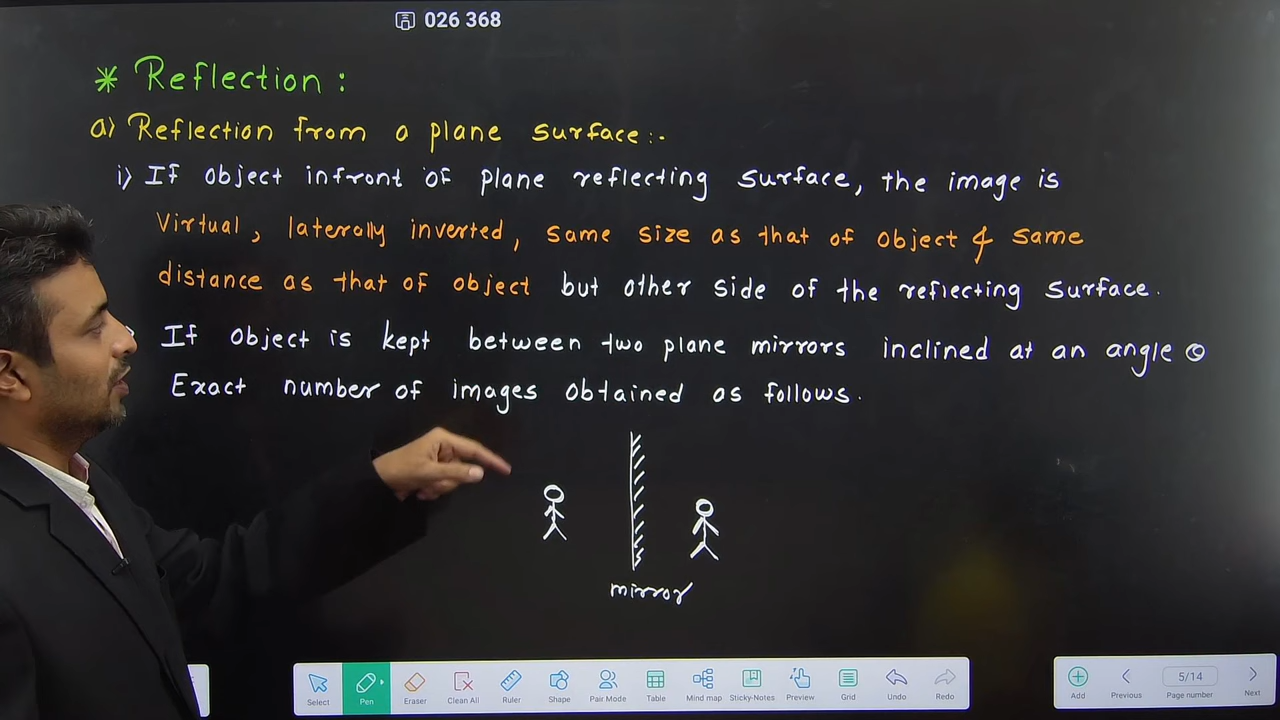 026 368
* Reflection :
a) Reflection from a plane surface :-
i) If object infront of plane reflecting surface, the image is
Virtual, laterally inverted, same size as that of object & same
distance as that of object but other side of the reflecting surface.
If object is kept between two plane mirrors inclined at an angle
Exact number of images obtained as follows.
mirror
Select Pen Eraser Clean All Ruler Shape Pair Mode Table Mind map Sticky-Notes Preview Grid Undo Redo
Add Previous 5/14 Page number Next